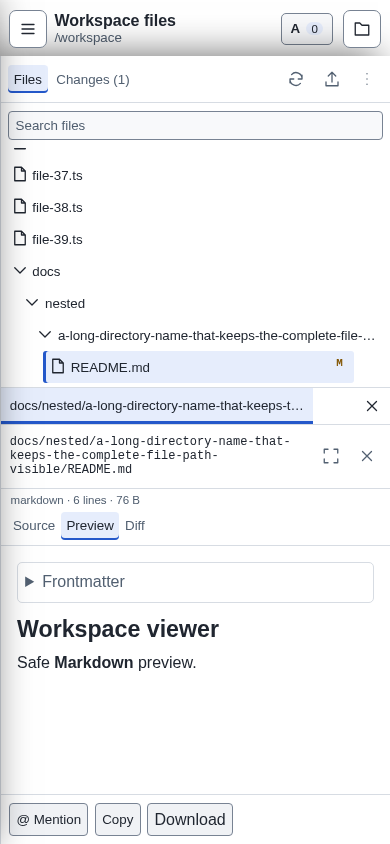 Workspace files
/workspace
A 0
Files Changes (1)
Search files
file-37.ts
file-38.ts
file-39.ts
docs
nested
a-long-directory-name-that-keeps-the-complete-file-...
README.md M
docs/nested/a-long-directory-name-that-keeps-t...
docs/nested/a-long-directory-name-that-
keeps-the-complete-file-path-
visible/README.md
markdown · 6 lines · 76 B
Source Preview Diff
Frontmatter
Workspace viewer
Safe Markdown preview.
@ Mention Copy Download